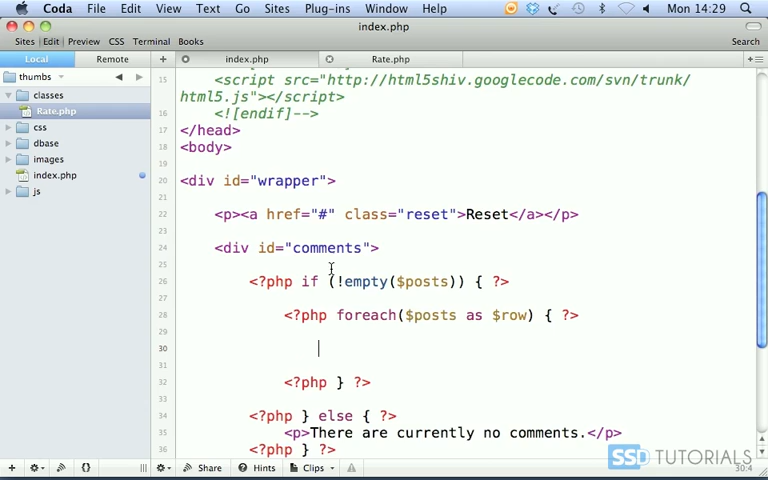 Coda File Edit View Text Go Sites Plug-ins Window Help Mon 14:29
index.php
Sites Edit Preview CSS Terminal Books Search
Local Remote + index.php Rate.php
thumbs
classes
Rate.php
css
dbase
images
index.php
js
15 <script src="http://html5shiv.googlecode.com/svn/trunk/
html5.js"></script>
16 <![endif]-->
17 </head>
18 <body>
19
20 <div id="wrapper">
21
22 <p><a href="#" class="reset">Reset</a></p>
23
24 <div id="comments">
25
26 <?php if (!empty($posts)) { ?>
27
28 <?php foreach($posts as $row) { ?>
29
30
31
32 <?php } ?>
33
34 <?php } else { ?>
35 <p>There are currently no comments.</p>
36 <?php } ?>
Share Hints Clips 30:4
SSD TUTORIALS